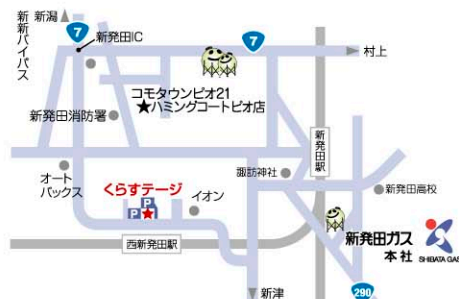 新潟
新新バイパス
7
新発田IC
7
村上
コモタウンピオ21
★ハミングコートピオ店
新発田消防署
新発田駅
オートバックス
くらすテージ
P
P
イオン
諏訪神社
新発田高校
西新発田駅
新発田ガス
本社
SHIBATA GAS
新津
290